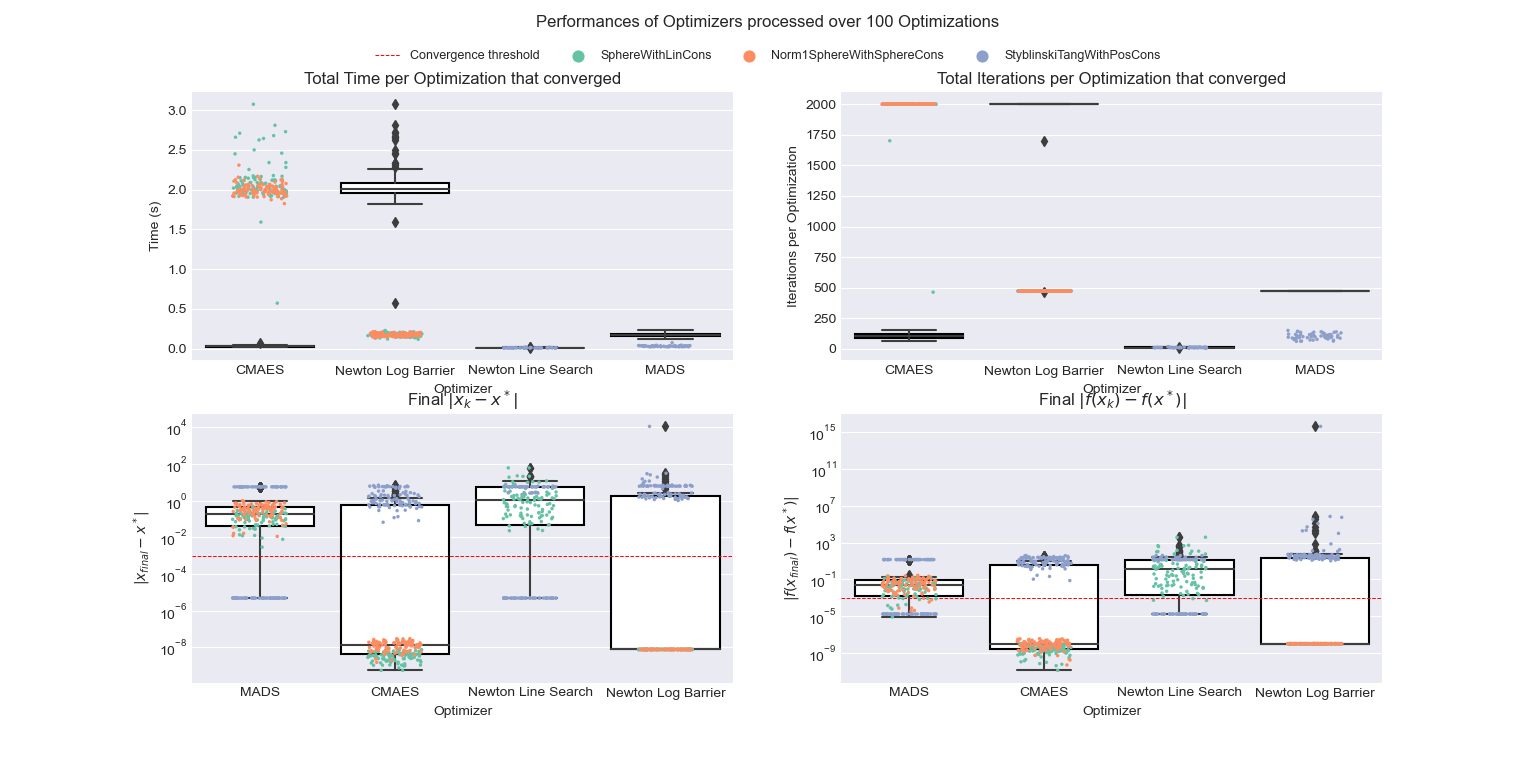 Performances of Optimizers processed over 100 Optimizations
Convergence threshold SphereWithLinCons Norm1SphereWithSphereCons StyblinskiTangWithPosCons
Total Time per Optimization that converged
3.0
2.5
2.0
1.5
1.0
0.5
0.0
Time (s)
CMAES Newton Log Barrier Newton Line Search MADS
Optimizer
Total Iterations per Optimization that converged
2000
1750
1500
1250
1000
750
500
250
0
Iterations per Optimization
CMAES Newton Log Barrier Newton Line Search MADS
Optimizer
Final |x_k − x^*|
10^4
10^2
10^0
10^−2
10^−4
10^−6
10^−8
|x_{final} − x^*|
MADS CMAES Newton Line Search Newton Log Barrier
Optimizer
Final |f(x_k) − f(x^*)|
10^15
10^11
10^7
10^3
10^−1
10^−5
10^−9
|f(x_{final}) − f(x^*)|
MADS CMAES Newton Line Search Newton Log Barrier
Optimizer